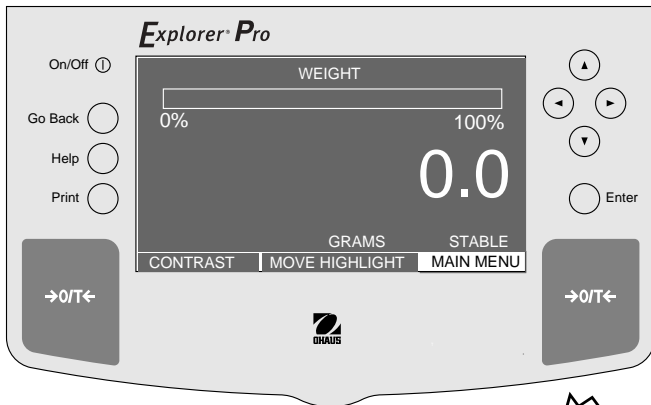 Explorer® Pro
On/Off
Go Back
Help
Print
WEIGHT
0% 100%
0.0
GRAMS STABLE
CONTRAST MOVE HIGHLIGHT MAIN MENU
Enter
→0/T←
→0/T←
OHAUS